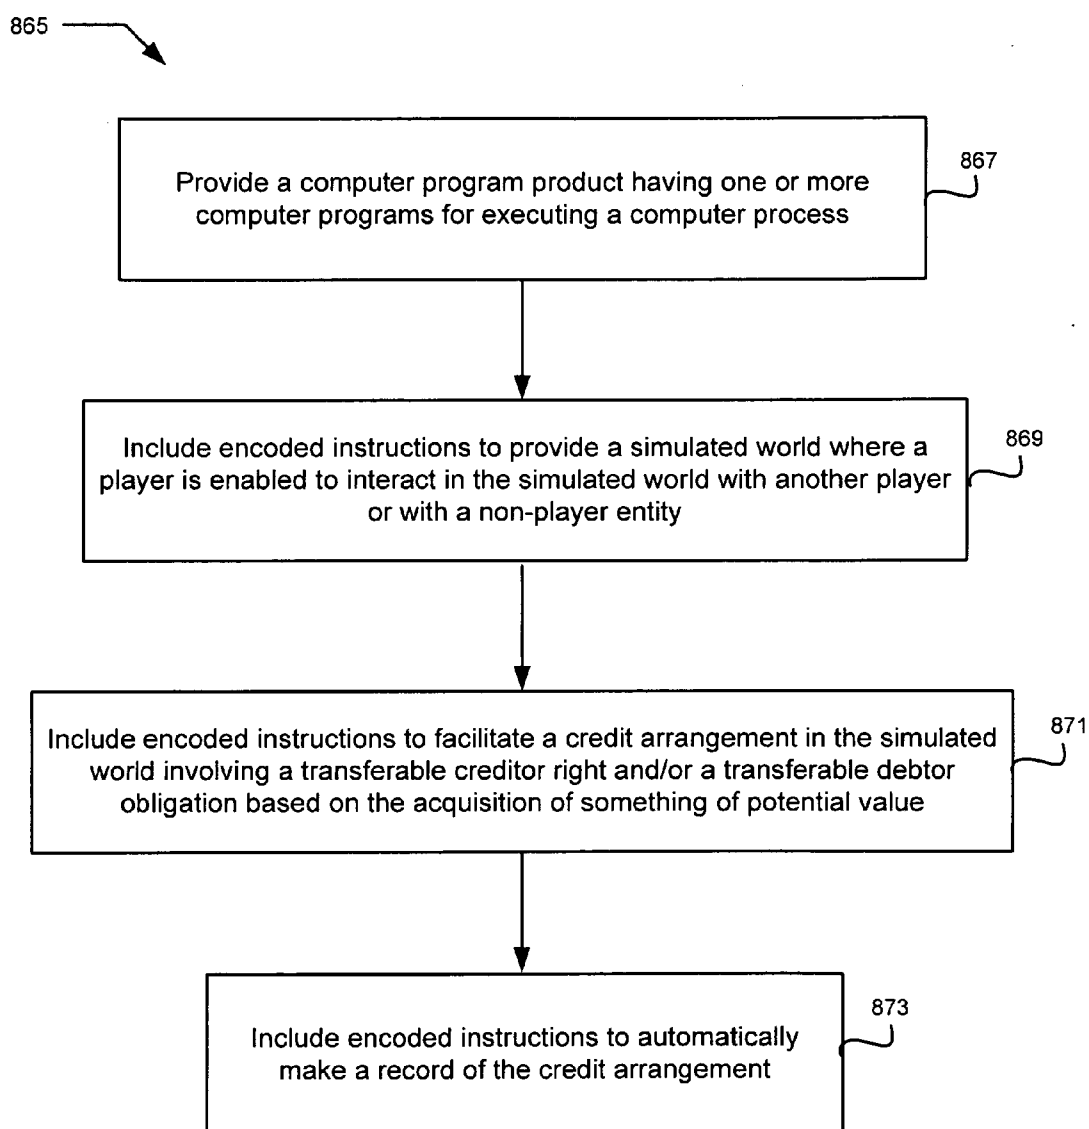 865
867
Provide a computer program product having one or more
computer programs for executing a computer process
869
Include encoded instructions to provide a simulated world where a
player is enabled to interact in the simulated world with another player
or with a non-player entity
871
Include encoded instructions to facilitate a credit arrangement in the simulated
world involving a transferable creditor right and/or a transferable debtor
obligation based on the acquisition of something of potential value
873
Include encoded instructions to automatically
make a record of the credit arrangement